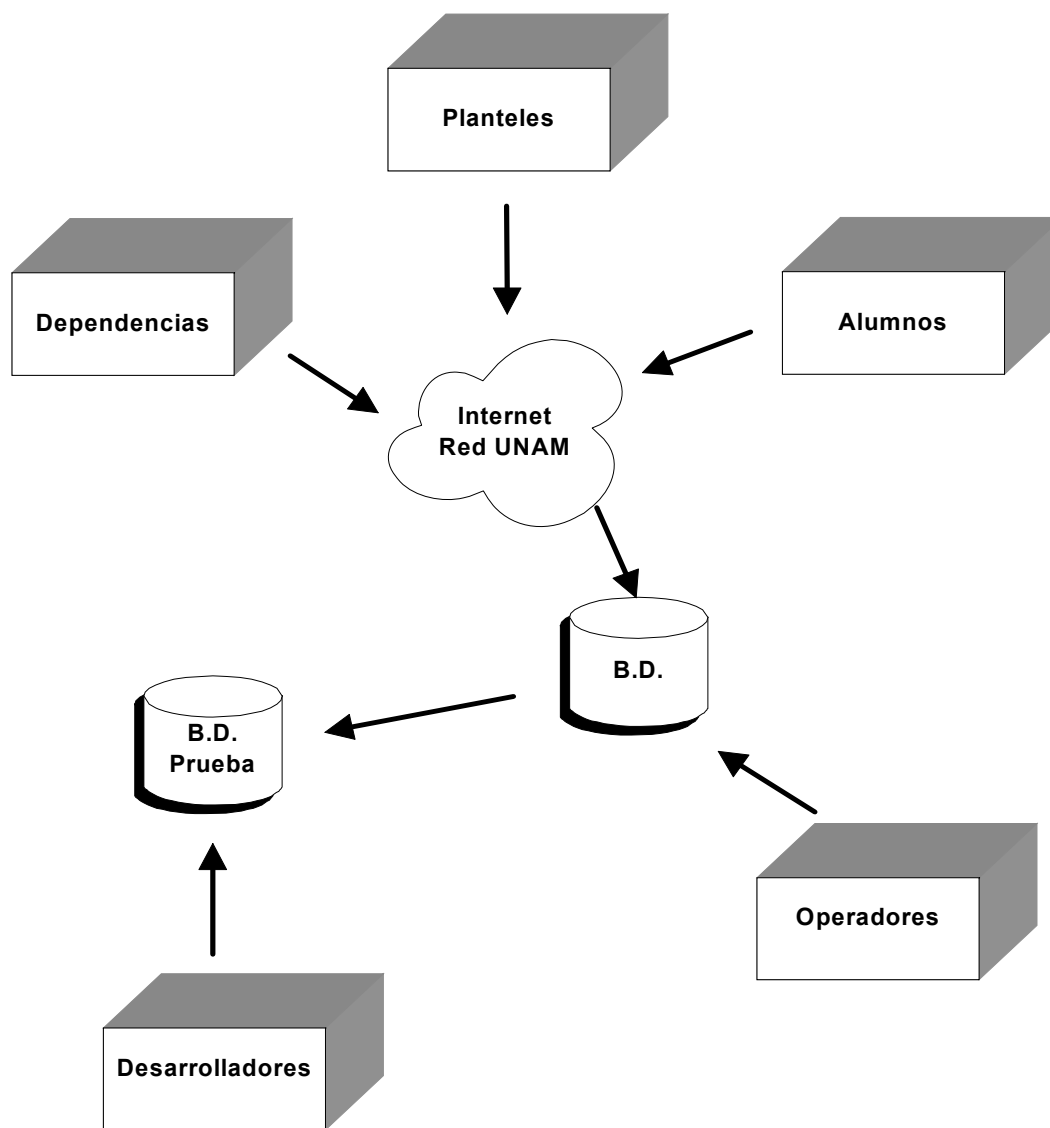 Planteles
Dependencias
Alumnos
Internet
Red UNAM
B.D.
B.D.
Prueba
Operadores
Desarrolladores